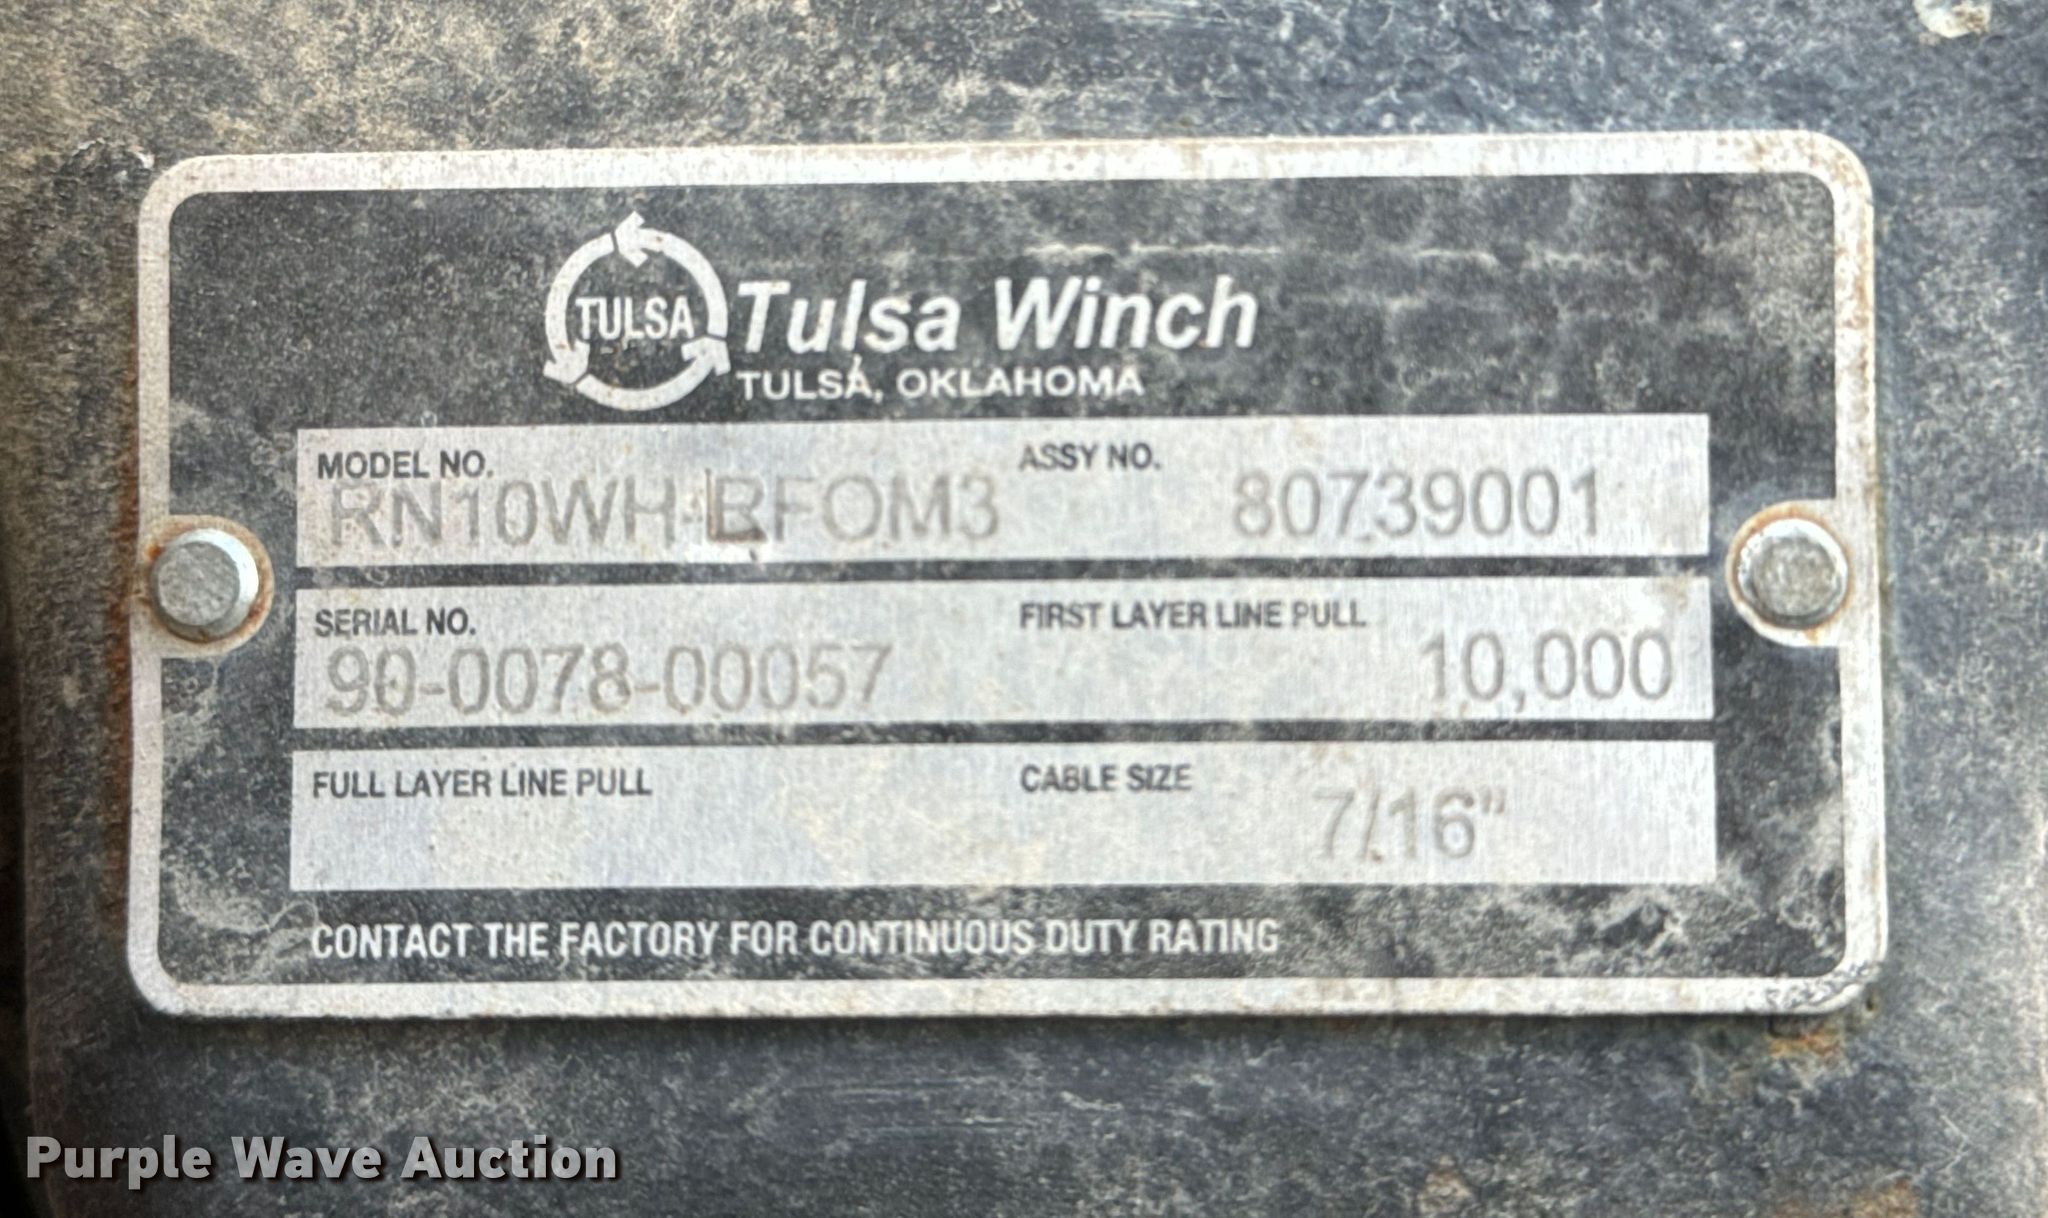 TULSA
Tulsa Winch
TULSA, OKLAHOMA
MODEL NO.
ASSY NO.
80739001
SERIAL NO.
90-0078-00057
FIRST LAYER LINE PULL
10,000
FULL LAYER LINE PULL
CABLE SIZE
7/16"
CONTACT THE FACTORY FOR CONTINUOUS DUTY RATING
Purple Wave Auction